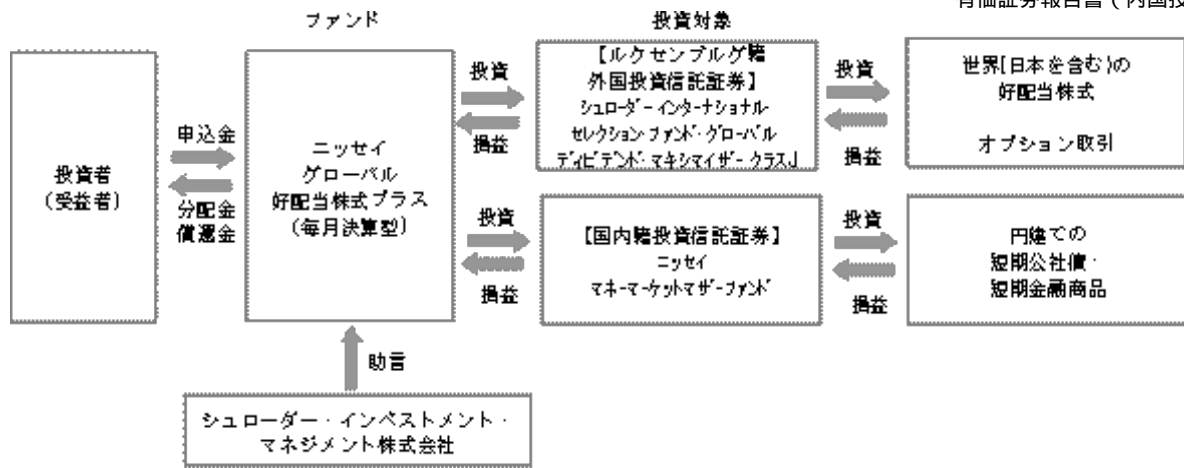 有価証券報告書(内国投
ファンド
投資対象
投資者
(受益者)
申込金
分配金
償還金
ニッセイ
グローバル
好配当株式プラス
(毎月決算型)
投資
損益
【ルクセンブルグ籍
外国投資信託証券】
シュローダー・インターナショナル
セレクション・ファンド・グローバル
ディビデンド・マキシマイザー クラスJ
投資
損益
世界(日本を含む)の
好配当株式
オプション取引
投資
損益
【国内籍投資信託証券】
ニッセイ
マネーマーケットマザーファンド
投資
損益
円建ての
短期公社債・
短期金融商品
助言
シュローダー・インベストメント・
マネジメント株式会社